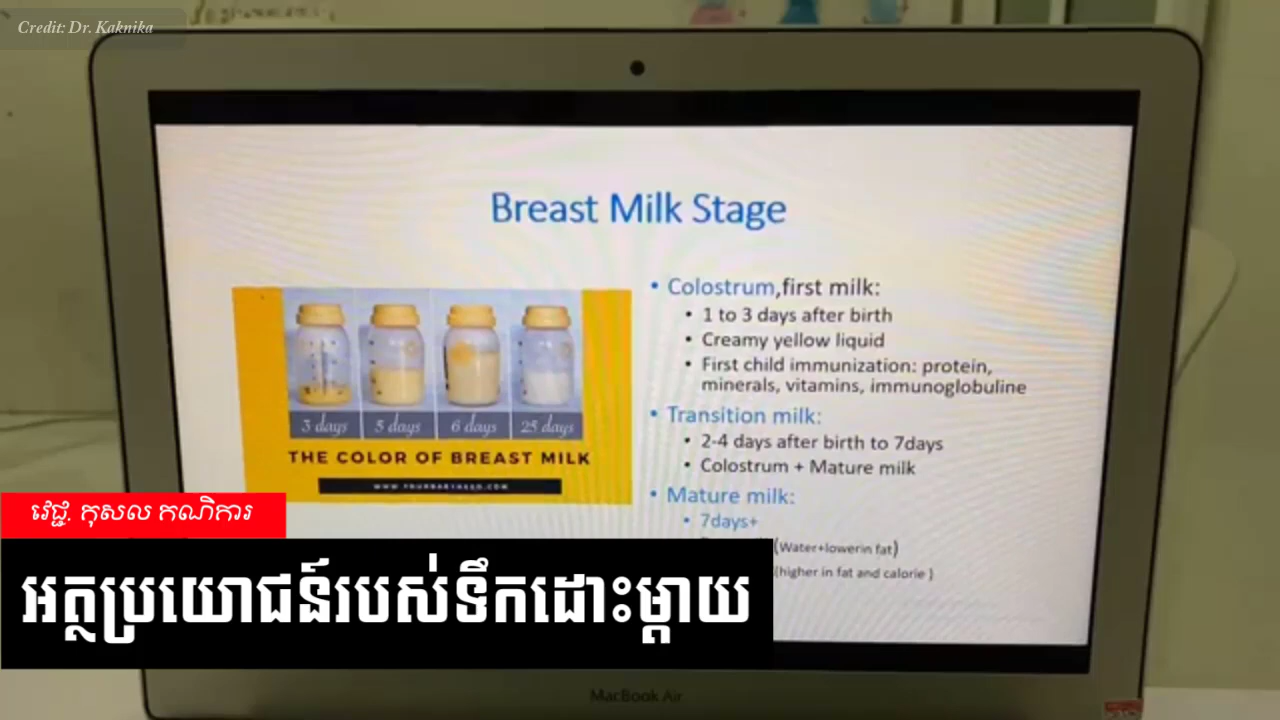 Credit: Dr. Kaknika
Breast Milk Stage
3 days
5 days
6 days
25 days
THE COLOR OF BREAST MILK
• Colostrum,first milk:
• 1 to 3 days after birth
• Creamy yellow liquid
• First child immunization: protein,
minerals, vitamins, immunoglobuline
• Transition milk:
• 2-4 days after birth to 7days
• Colostrum + Mature milk
• Mature milk:
• 7days+
(Water+lowerin fat)
(higher in fat and calorie )
វេជ្ជ. កុសល កណិការ
អត្ថប្រយោជន៍របស់ទឹកដោះម្តាយ
MacBook Air